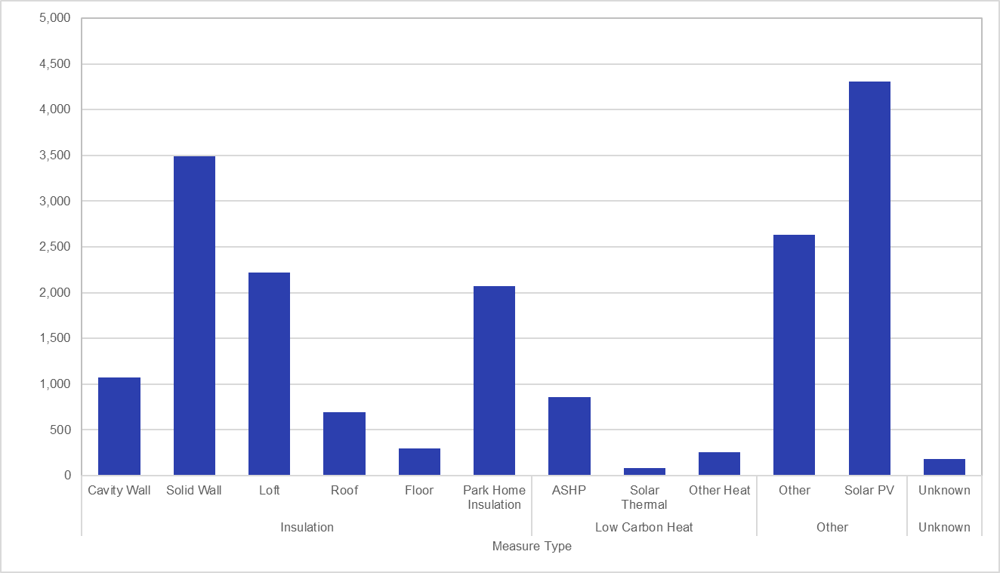 5,000
4,500
4,000
3,500
3,000
2,500
2,000
1,500
1,000
500
0
Cavity Wall
Solid Wall
Loft
Roof
Floor
Park Home
Insulation
ASHP
Solar
Thermal
Other Heat
Other
Solar PV
Unknown
Insulation
Low Carbon Heat
Other
Unknown
Measure Type